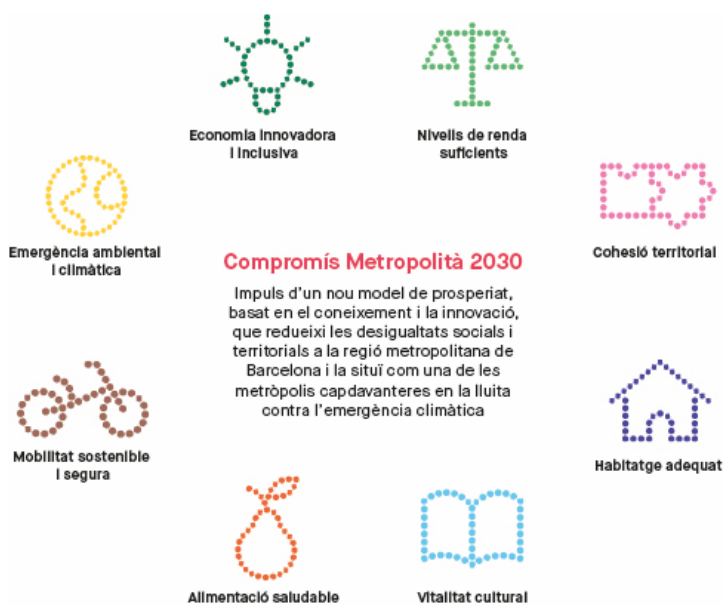 Economia innovadora
i inclusiva
Nivells de renda
suficients
Emergència ambiental
i climàtica
Cohesió territorial
Compromís Metropolità 2030
Impuls d'un nou model de prosperiat,
basat en el coneixement i la innovació,
que redueixi les desigualtats socials i
territorials a la regió metropolitana de
Barcelona i la situï com una de les
metròpolis capdavanteres en la lluita
contra l'emergència climàtica
Mobilitat sostenible
i segura
Habitatge adequat
Alimentació saludable
Vitalitat cultural